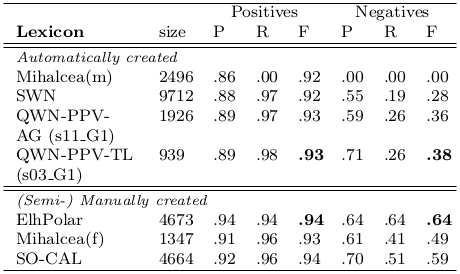 Positives Negatives
Lexicon size P R F P R F
Automatically created
Mihalcea(m) 2496 .86 .00 .92 .00 .00 .00
SWN 9712 .88 .97 .92 .55 .19 .28
QWN-PPV- 1926 .89 .97 .93 .59 .26 .36
AG (s11_G1)
QWN-PPV-TL 939 .89 .98 .93 .71 .26 .38
(s03_G1)
(Semi-) Manually created
ElhPolar 4673 .94 .94 .94 .64 .64 .64
Mihalcea(f) 1347 .91 .96 .93 .61 .41 .49
SO-CAL 4664 .92 .96 .94 .70 .51 .59